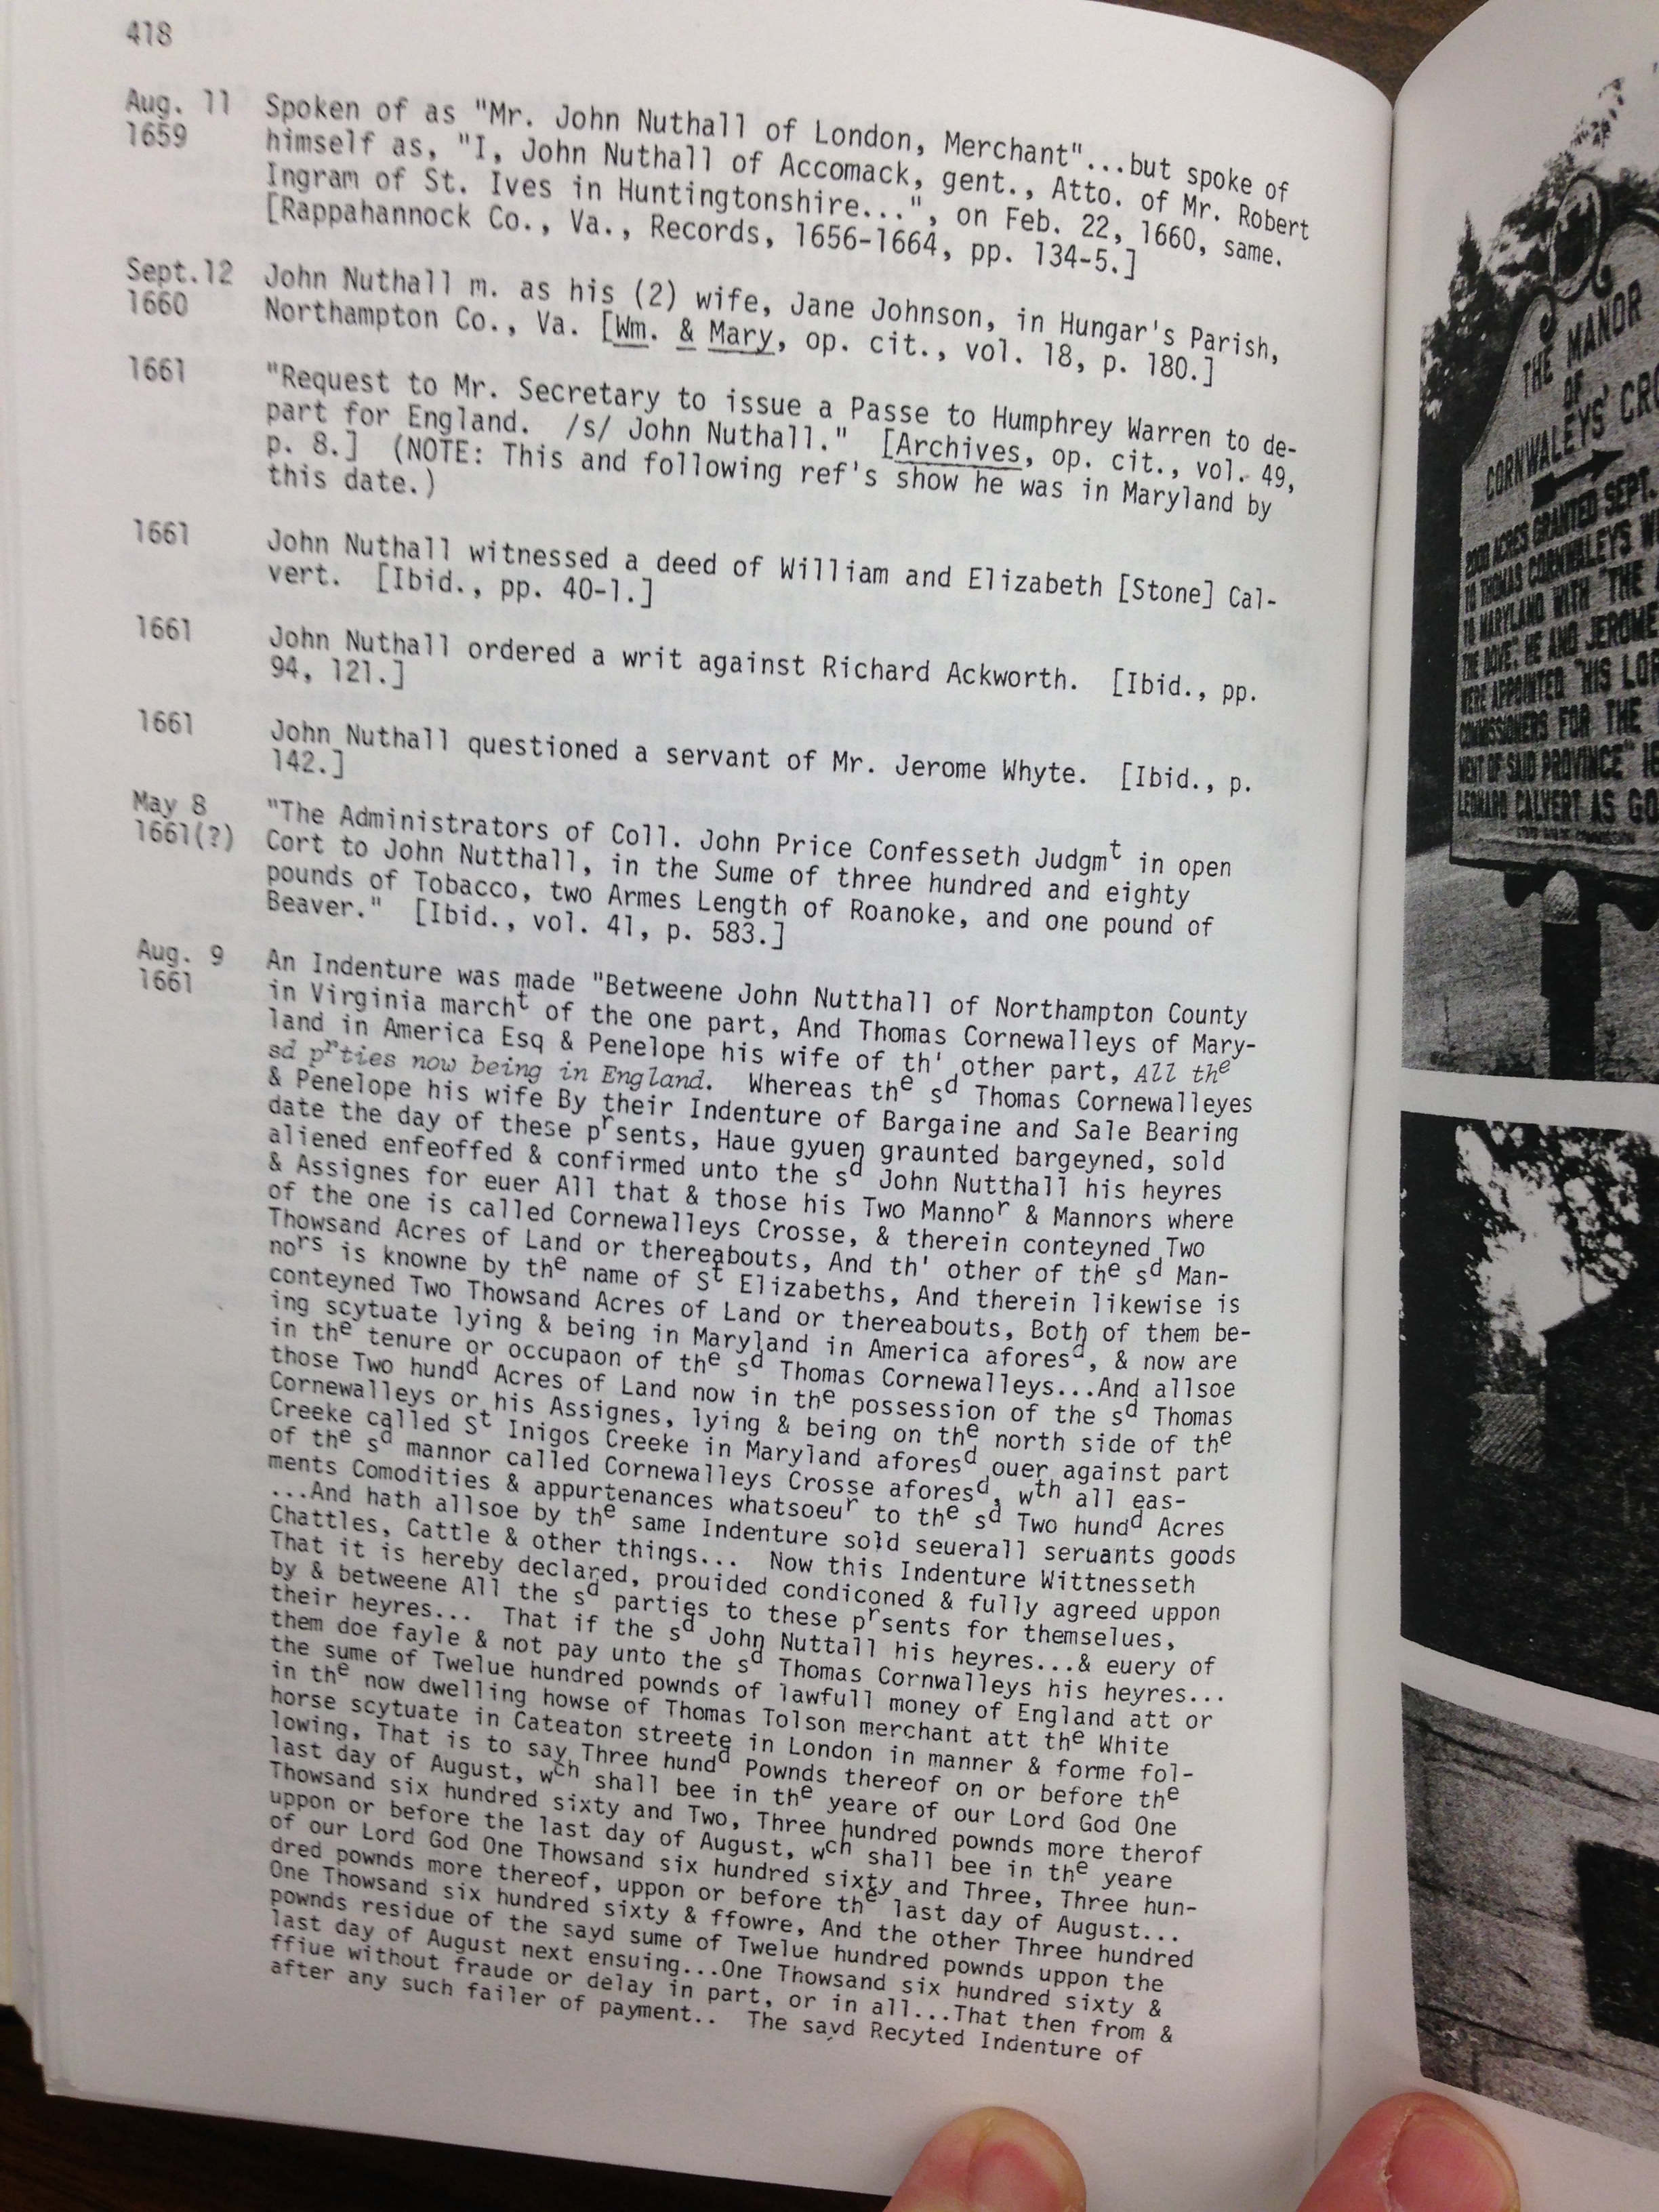 418
Aug. 11 Spoken of as "Mr. John Nuthall of London, Merchant"...but spoke of
1659 himself as, "I, John Nuthall of Accomack, gent., Atto. of Mr. Robert
Ingram of St. Ives in Huntingtonshire...", on Feb. 22, 1660, same.
[Rappahannock Co., Va., Records, 1656-1664, pp. 134-5.]
Sept.12 John Nuthall m. as his (2) wife, Jane Johnson, in Hungar's Parish,
1660 Northampton Co., Va. [Wm. & Mary, op. cit., vol. 18, p. 180.]
1661 "Request to Mr. Secretary to issue a Passe to Humphrey Warren to de-
part for England. /s/ John Nuthall." [Archives, op. cit., vol. 49,
p. 8.] (NOTE: This and following ref's show he was in Maryland by
this date.)
1661 John Nuthall witnessed a deed of William and Elizabeth [Stone] Cal-
vert. [Ibid., pp. 40-1.]
1661 John Nuthall ordered a writ against Richard Ackworth. [Ibid., pp.
94, 121.]
1661 John Nuthall questioned a servant of Mr. Jerome Whyte. [Ibid., p.
142.]
May 8 "The Administrators of Coll. John Price Confesseth Judgmt in open
1661(?) Cort to John Nutthall, in the Sume of three hundred and eighty
pounds of Tobacco, two Armes Length of Roanoke, and one pound of
Beaver." [Ibid., vol. 41, p. 583.]
Aug. 9 An Indenture was made "Betweene John Nutthall of Northampton County
1661 in Virginia marcht of the one part, And Thomas Cornewalleys of Mary-
land in America Esq & Penelope his wife of th' other part, All the
sd prties now being in England. Whereas the sd Thomas Cornewalleyes
& Penelope his wife By their Indenture of Bargaine and Sale Bearing
date the day of these prsents, Haue gyuen graunted bargeyned, sold
aliened enfeoffed & confirmed unto the sd John Nutthall his heyres
& Assignes for euer All that & those his Two Mannor & Mannors where
of the one is called Cornewalleys Crosse, & therein conteyned Two
Thowsand Acres of Land or thereabouts, And th' other of the sd Man-
nors is knowne by the name of St Elizabeths, And therein likewise is
conteyned Two Thowsand Acres of Land or thereabouts, Both of them be-
ing scytuate lying & being in Maryland in America aforesd, & now are
in the tenure or occupaon of the sd Thomas Cornewalleys...And allsoe
those Two hundd Acres of Land now in the possession of the sd Thomas
Cornewalleys or his Assignes, lying & being on the north side of the
Creeke called St Inigos Creeke in Maryland aforesd ouer against part
of the sd mannor called Cornewalleys Crosse aforesd, wth all eas-
ments Comodities & appurtenances whatsoeur to the sd Two hundd Acres
...And hath allsoe by the same Indenture sold seuerall seruants goods
Chattles, Cattle & other things... Now this Indenture Wittnesseth
That it is hereby declared, prouided condiconed & fully agreed uppon
by & betweene All the sd parties to these prsents for themselues,
their heyres... That if the sd John Nuttall his heyres...& euery of
them doe fayle & not pay unto the sd Thomas Cornwalleys his heyres...
the sume of Twelue hundred pownds of lawfull money of England att or
in the now dwelling howse of Thomas Tolson merchant att the White
horse scytuate in Cateaton streete in London in manner & forme fol-
lowing, That is to say Three hundd Pownds thereof on or before the
last day of August, wch shall bee in the yeare of our Lord God One
Thowsand six hundred sixty and Two, Three hundred pownds more therof
uppon or before the last day of August, wch shall bee in the yeare
of our Lord God One Thowsand six hundred sixty and Three, Three hun-
dred pownds more thereof, uppon or before the last day of August...
One Thowsand six hundred sixty & ffowre, And the other Three hundred
pownds residue of the sayd sume of Twelue hundred pownds uppon the
last day of August next ensuing...One Thowsand six hundred sixty &
ffiue without fraude or delay in part, or in all...That then from &
after any such failer of payment.. The sayd Recyted Indenture of
THE MANOR
OF
CORNWALEYS' CRO
2000 ACRES GRANTED SEPT.
TO THOMAS CORNWALEYS W
TO MARYLAND WITH "THE
THE DOVE". HE AND JEROME
WERE APPOINTED "HIS LOR
COMMISSIONERS FOR THE
MENT OF SAID PROVINCE"
LEONARD CALVERT AS GO